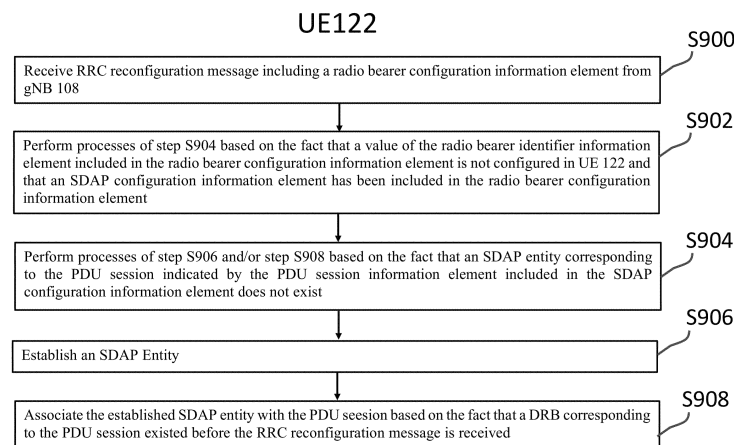 UE122
S900
Receive RRC reconfiguration message including a radio bearer configuration information element from
gNB 108
S902
Perform processes of step S904 based on the fact that a value of the radio bearer identifier information
element included in the radio bearer configuration information element is not configured in UE 122 and
that an SDAP configuration information element has been included in the radio bearer configuration
information element
S904
Perform processes of step S906 and/or step S908 based on the fact that an SDAP entity corresponding
to the PDU session indicated by the PDU session information element included in the SDAP
configuration information element does not exist
S906
Establish an SDAP Entity
S908
Associate the established SDAP entity with the PDU seesion based on the fact that a DRB corresponding
to the PDU session existed before the RRC reconfiguration message is received